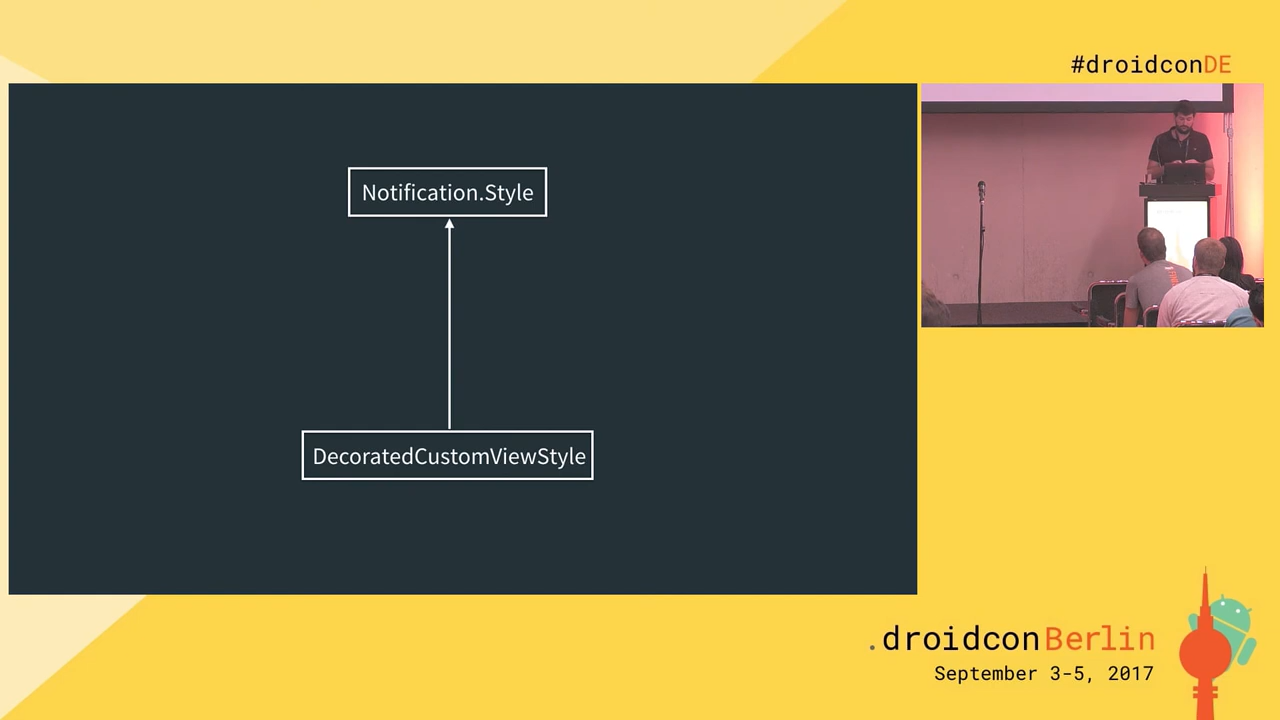 #droidconDE
Notification.Style
DecoratedCustomViewStyle
.droidconBerlin
September 3-5, 2017